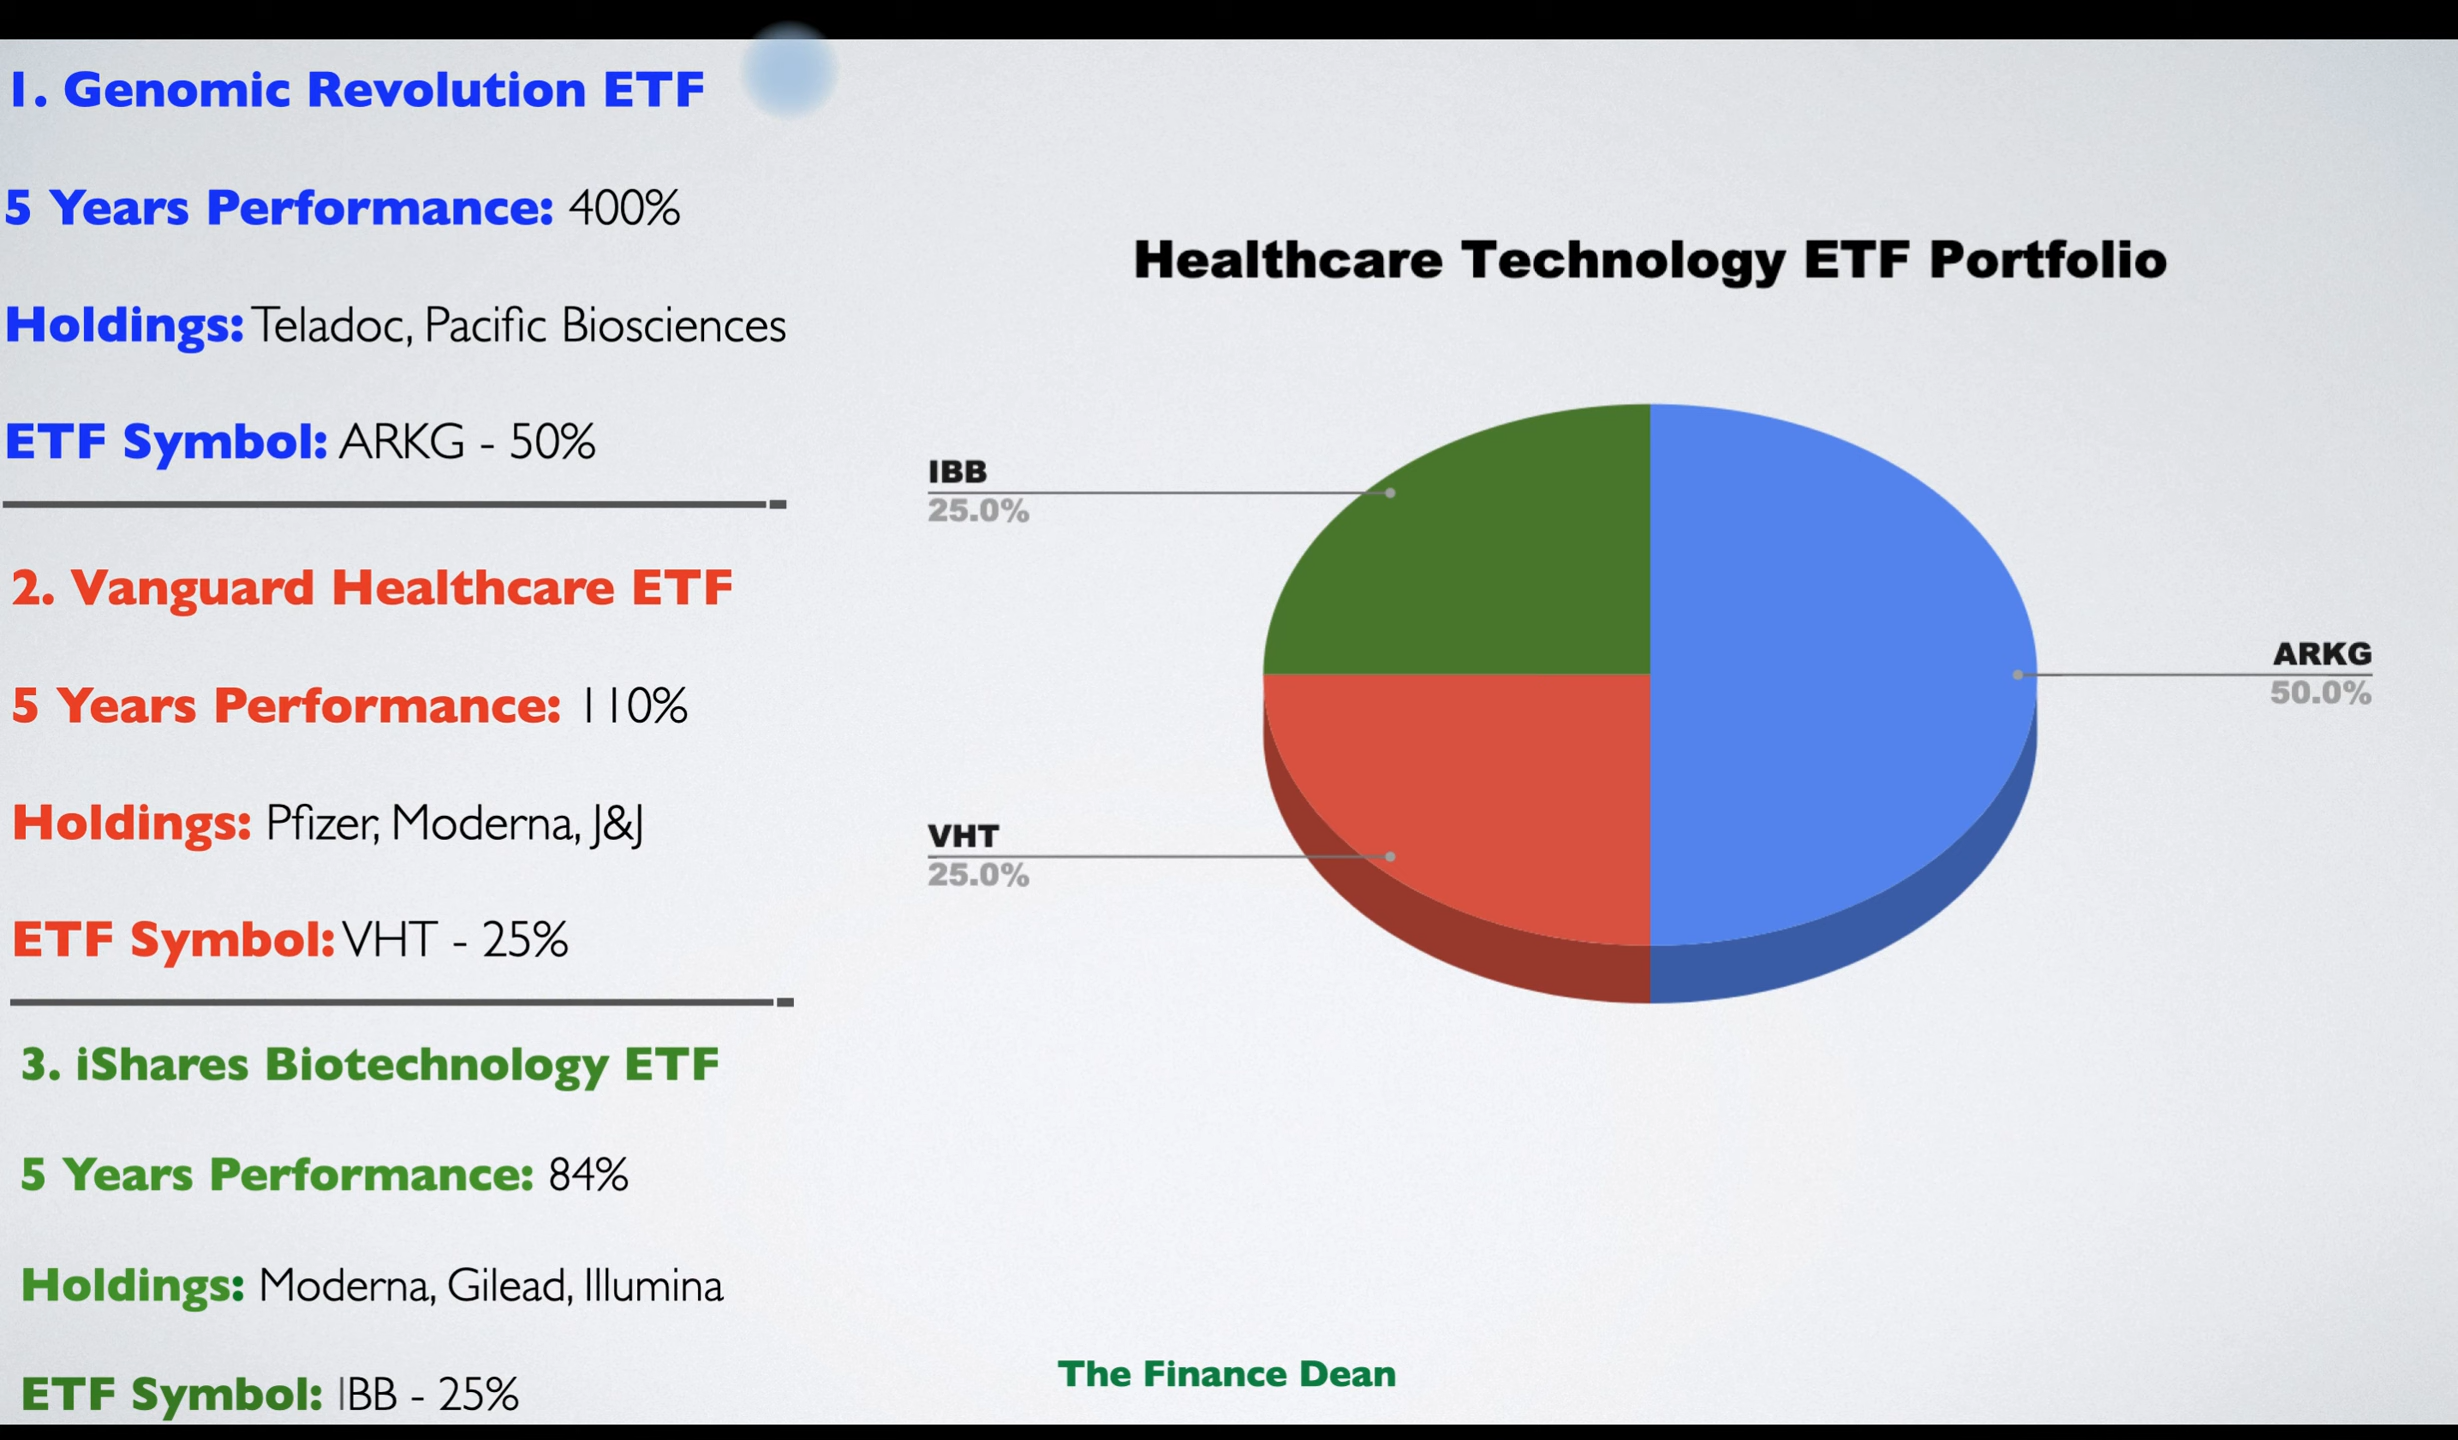 1. Genomic Revolution ETF
5 Years Performance: 400%
Holdings: Teladoc, Pacific Biosciences
ETF Symbol: ARKG - 50%
2. Vanguard Healthcare ETF
5 Years Performance: 110%
Holdings: Pfizer, Moderna, J&J
ETF Symbol: VHT - 25%
3. iShares Biotechnology ETF
5 Years Performance: 84%
Holdings: Moderna, Gilead, Illumina
ETF Symbol: IBB - 25%
Healthcare Technology ETF Portfolio
IBB
25.0%
ARKG
50.0%
VHT
25.0%
The Finance Dean